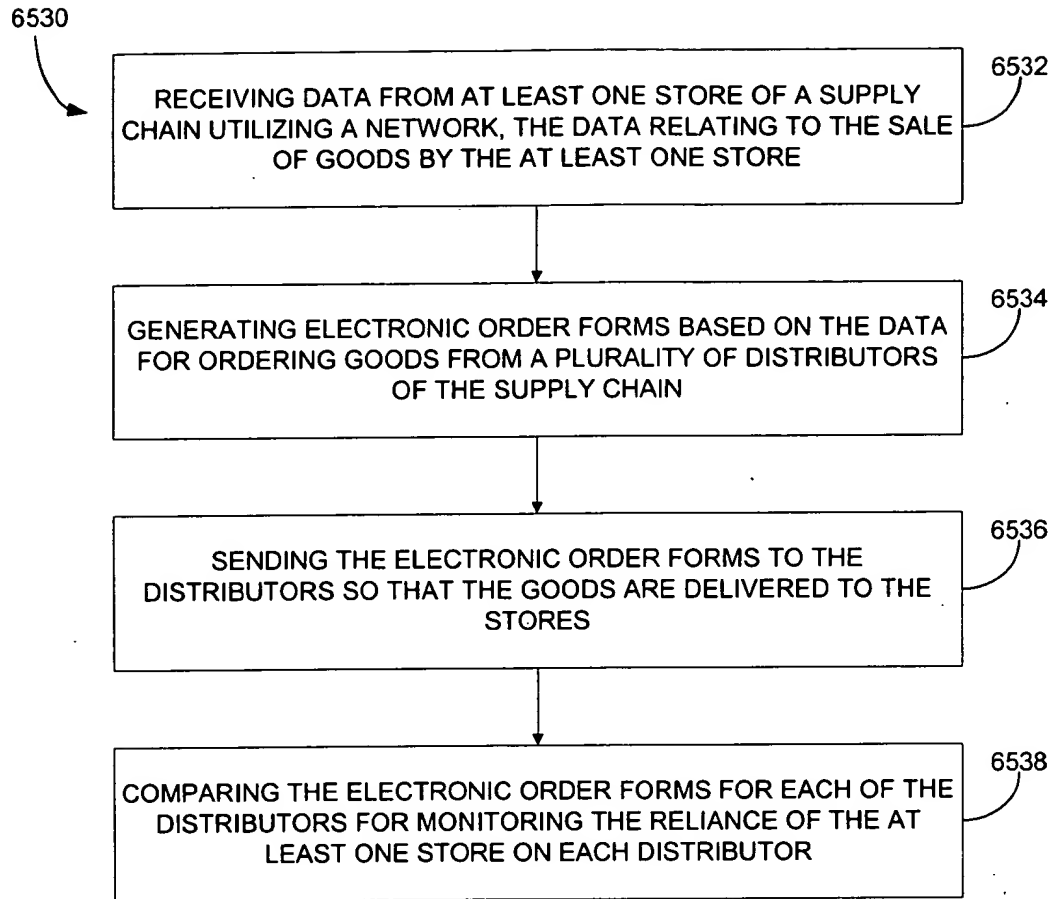 6530
6532
RECEIVING DATA FROM AT LEAST ONE STORE OF A SUPPLY
CHAIN UTILIZING A NETWORK, THE DATA RELATING TO THE SALE
OF GOODS BY THE AT LEAST ONE STORE
6534
GENERATING ELECTRONIC ORDER FORMS BASED ON THE DATA
FOR ORDERING GOODS FROM A PLURALITY OF DISTRIBUTORS
OF THE SUPPLY CHAIN
6536
SENDING THE ELECTRONIC ORDER FORMS TO THE
DISTRIBUTORS SO THAT THE GOODS ARE DELIVERED TO THE
STORES
6538
COMPARING THE ELECTRONIC ORDER FORMS FOR EACH OF THE
DISTRIBUTORS FOR MONITORING THE RELIANCE OF THE AT
LEAST ONE STORE ON EACH DISTRIBUTOR